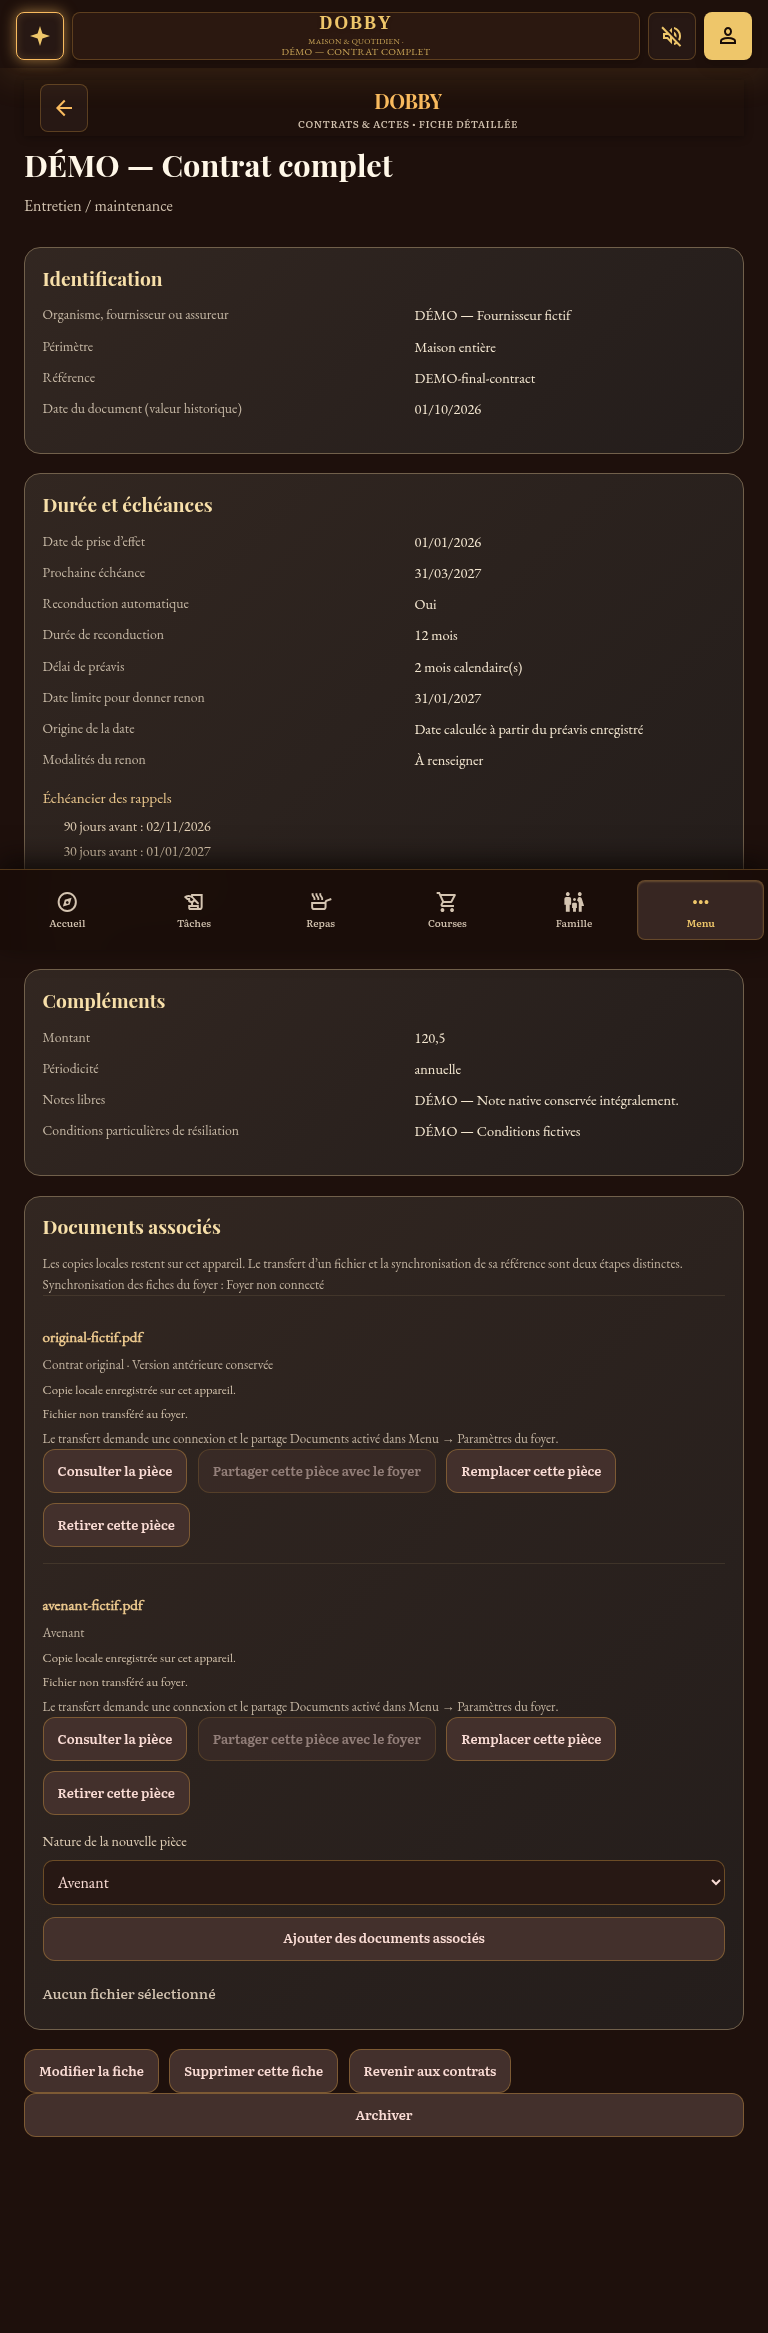 DOBBY
MAISON & QUOTIDIEN ·
DÉMO — CONTRAT COMPLET
DOBBY
CONTRATS & ACTES • FICHE DÉTAILLÉE
DÉMO — Contrat complet
Entretien / maintenance
Identification
Organisme, fournisseur ou assureur DÉMO — Fournisseur fictif
Périmètre Maison entière
Référence DEMO-final-contract
Date du document (valeur historique) 01/10/2026
Durée et échéances
Date de prise d’effet 01/01/2026
Prochaine échéance 31/03/2027
Reconduction automatique Oui
Durée de reconduction 12 mois
Délai de préavis 2 mois calendaire(s)
Date limite pour donner renon 31/01/2027
Origine de la date Date calculée à partir du préavis enregistré
Modalités du renon À renseigner
Échéancier des rappels
90 jours avant : 02/11/2026
30 jours avant : 01/01/2027
Accueil Tâches Repas Courses Famille Menu
Compléments
Montant 120,5
Périodicité annuelle
Notes libres DÉMO — Note native conservée intégralement.
Conditions particulières de résiliation DÉMO — Conditions fictives
Documents associés
Les copies locales restent sur cet appareil. Le transfert d’un fichier et la synchronisation de sa référence sont deux étapes distinctes.
Synchronisation des fiches du foyer : Foyer non connecté
original-fictif.pdf
Contrat original · Version antérieure conservée
Copie locale enregistrée sur cet appareil.
Fichier non transféré au foyer.
Le transfert demande une connexion et le partage Documents activé dans Menu → Paramètres du foyer.
Consulter la pièce Partager cette pièce avec le foyer Remplacer cette pièce
Retirer cette pièce
avenant-fictif.pdf
Avenant
Copie locale enregistrée sur cet appareil.
Fichier non transféré au foyer.
Le transfert demande une connexion et le partage Documents activé dans Menu → Paramètres du foyer.
Consulter la pièce Partager cette pièce avec le foyer Remplacer cette pièce
Retirer cette pièce
Nature de la nouvelle pièce
Avenant
Ajouter des documents associés
Aucun fichier sélectionné
Modifier la fiche Supprimer cette fiche Revenir aux contrats
Archiver